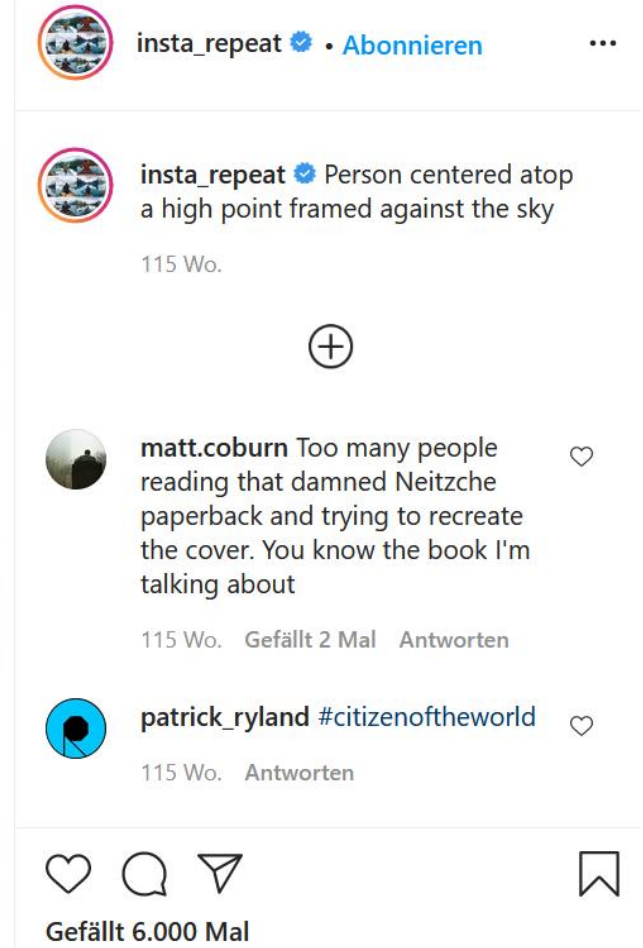 insta_repeat • Abonnieren
insta_repeat Person centered atop
a high point framed against the sky
115 Wo.
matt.coburn Too many people
reading that damned Neitzche
paperback and trying to recreate
the cover. You know the book I'm
talking about
115 Wo. Gefällt 2 Mal Antworten
patrick_ryland #citizenoftheworld
115 Wo. Antworten
Gefällt 6.000 Mal